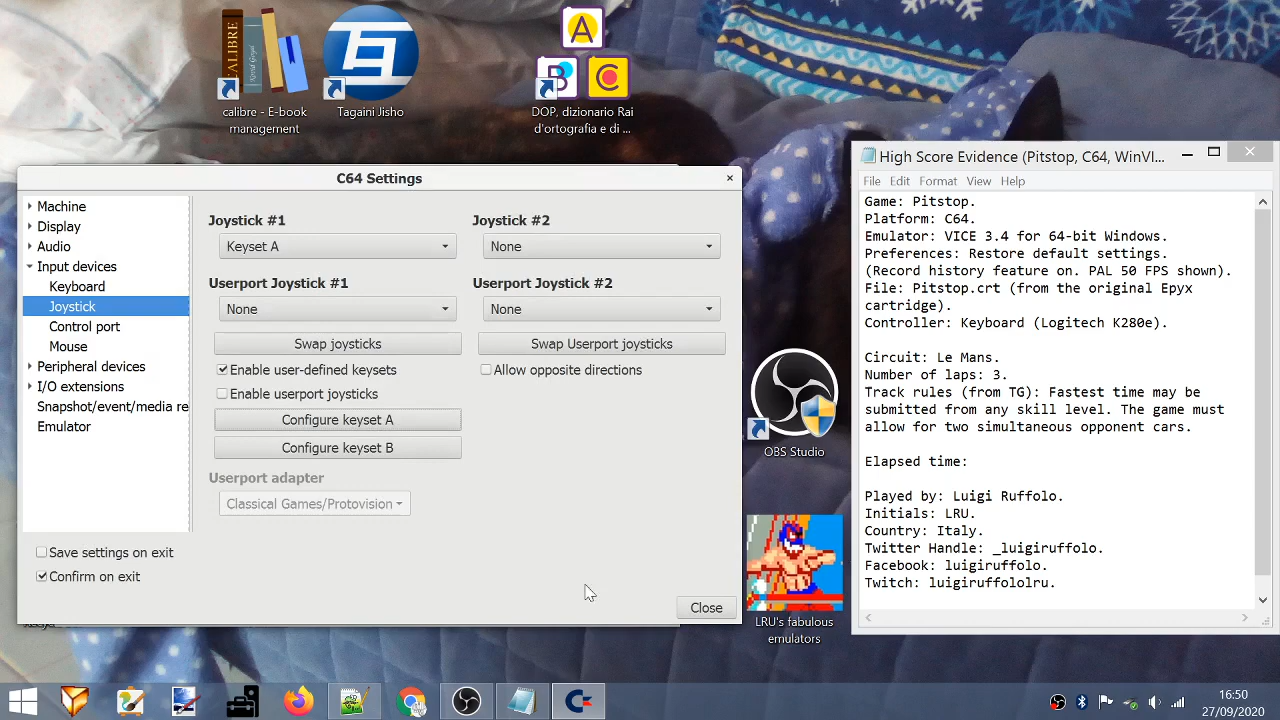 calibre - E-book
management
Tagaini Jisho
A
B
C
DOP, dizionario Rai
d'ortografia e di ...
CALIBRE
C64 Settings
×
Machine
Display
Audio
Input devices
Keyboard
Joystick
Control port
Mouse
Peripheral devices
I/O extensions
Snapshot/event/media re
Emulator
Joystick #1
Keyset A
Joystick #2
None
Userport Joystick #1
None
Userport Joystick #2
None
Swap joysticks
Swap Userport joysticks
Enable user-defined keysets
Allow opposite directions
Enable userport joysticks
Configure keyset A
Configure keyset B
Userport adapter
Classical Games/Protovision
Save settings on exit
Confirm on exit
Close
OBS Studio
LRU's fabulous
emulators
High Score Evidence (Pitstop, C64, WinVI...
File Edit Format View Help
Game: Pitstop.
Platform: C64.
Emulator: VICE 3.4 for 64-bit Windows.
Preferences: Restore default settings.
(Record history feature on. PAL 50 FPS shown).
File: Pitstop.crt (from the original Epyx
cartridge).
Controller: Keyboard (Logitech K280e).
Circuit: Le Mans.
Number of laps: 3.
Track rules (from TG): Fastest time may be
submitted from any skill level. The game must
allow for two simultaneous opponent cars.
Elapsed time:
Played by: Luigi Ruffolo.
Initials: LRU.
Country: Italy.
Twitter Handle: _luigiruffolo.
Facebook: luigiruffolo.
Twitch: luigiruffololru.
16:50
27/09/2020